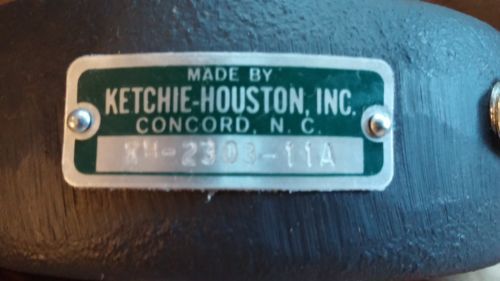 MADE BY
KETCHIE-HOUSTON, INC.
CONCORD, N. C.
KH-2303-11A